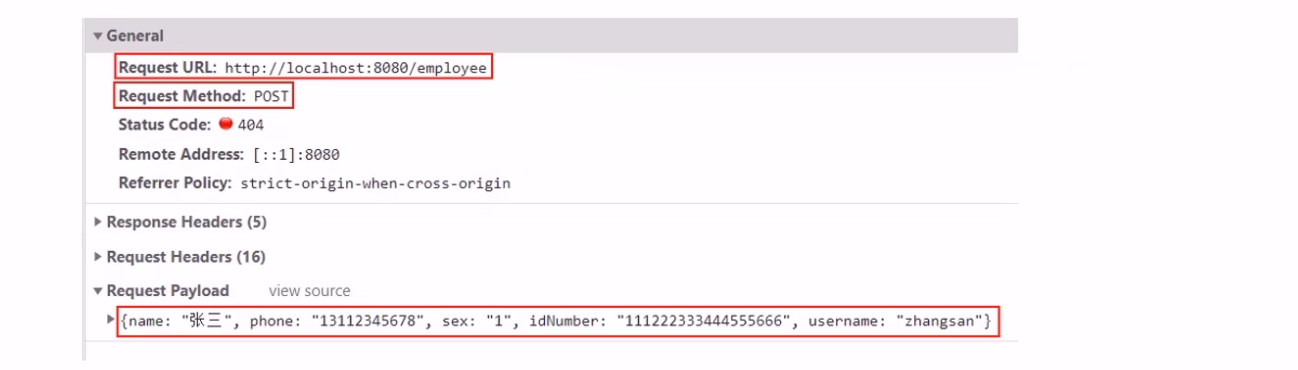 General
Request URL: http://localhost:8080/employee
Request Method: POST
Status Code: 404
Remote Address: [::1]:8080
Referrer Policy: strict-origin-when-cross-origin
Response Headers (5)
Request Headers (16)
Request Payload view source
{name: "张三", phone: "13112345678", sex: "1", idNumber: "111222333444555666", username: "zhangsan"}